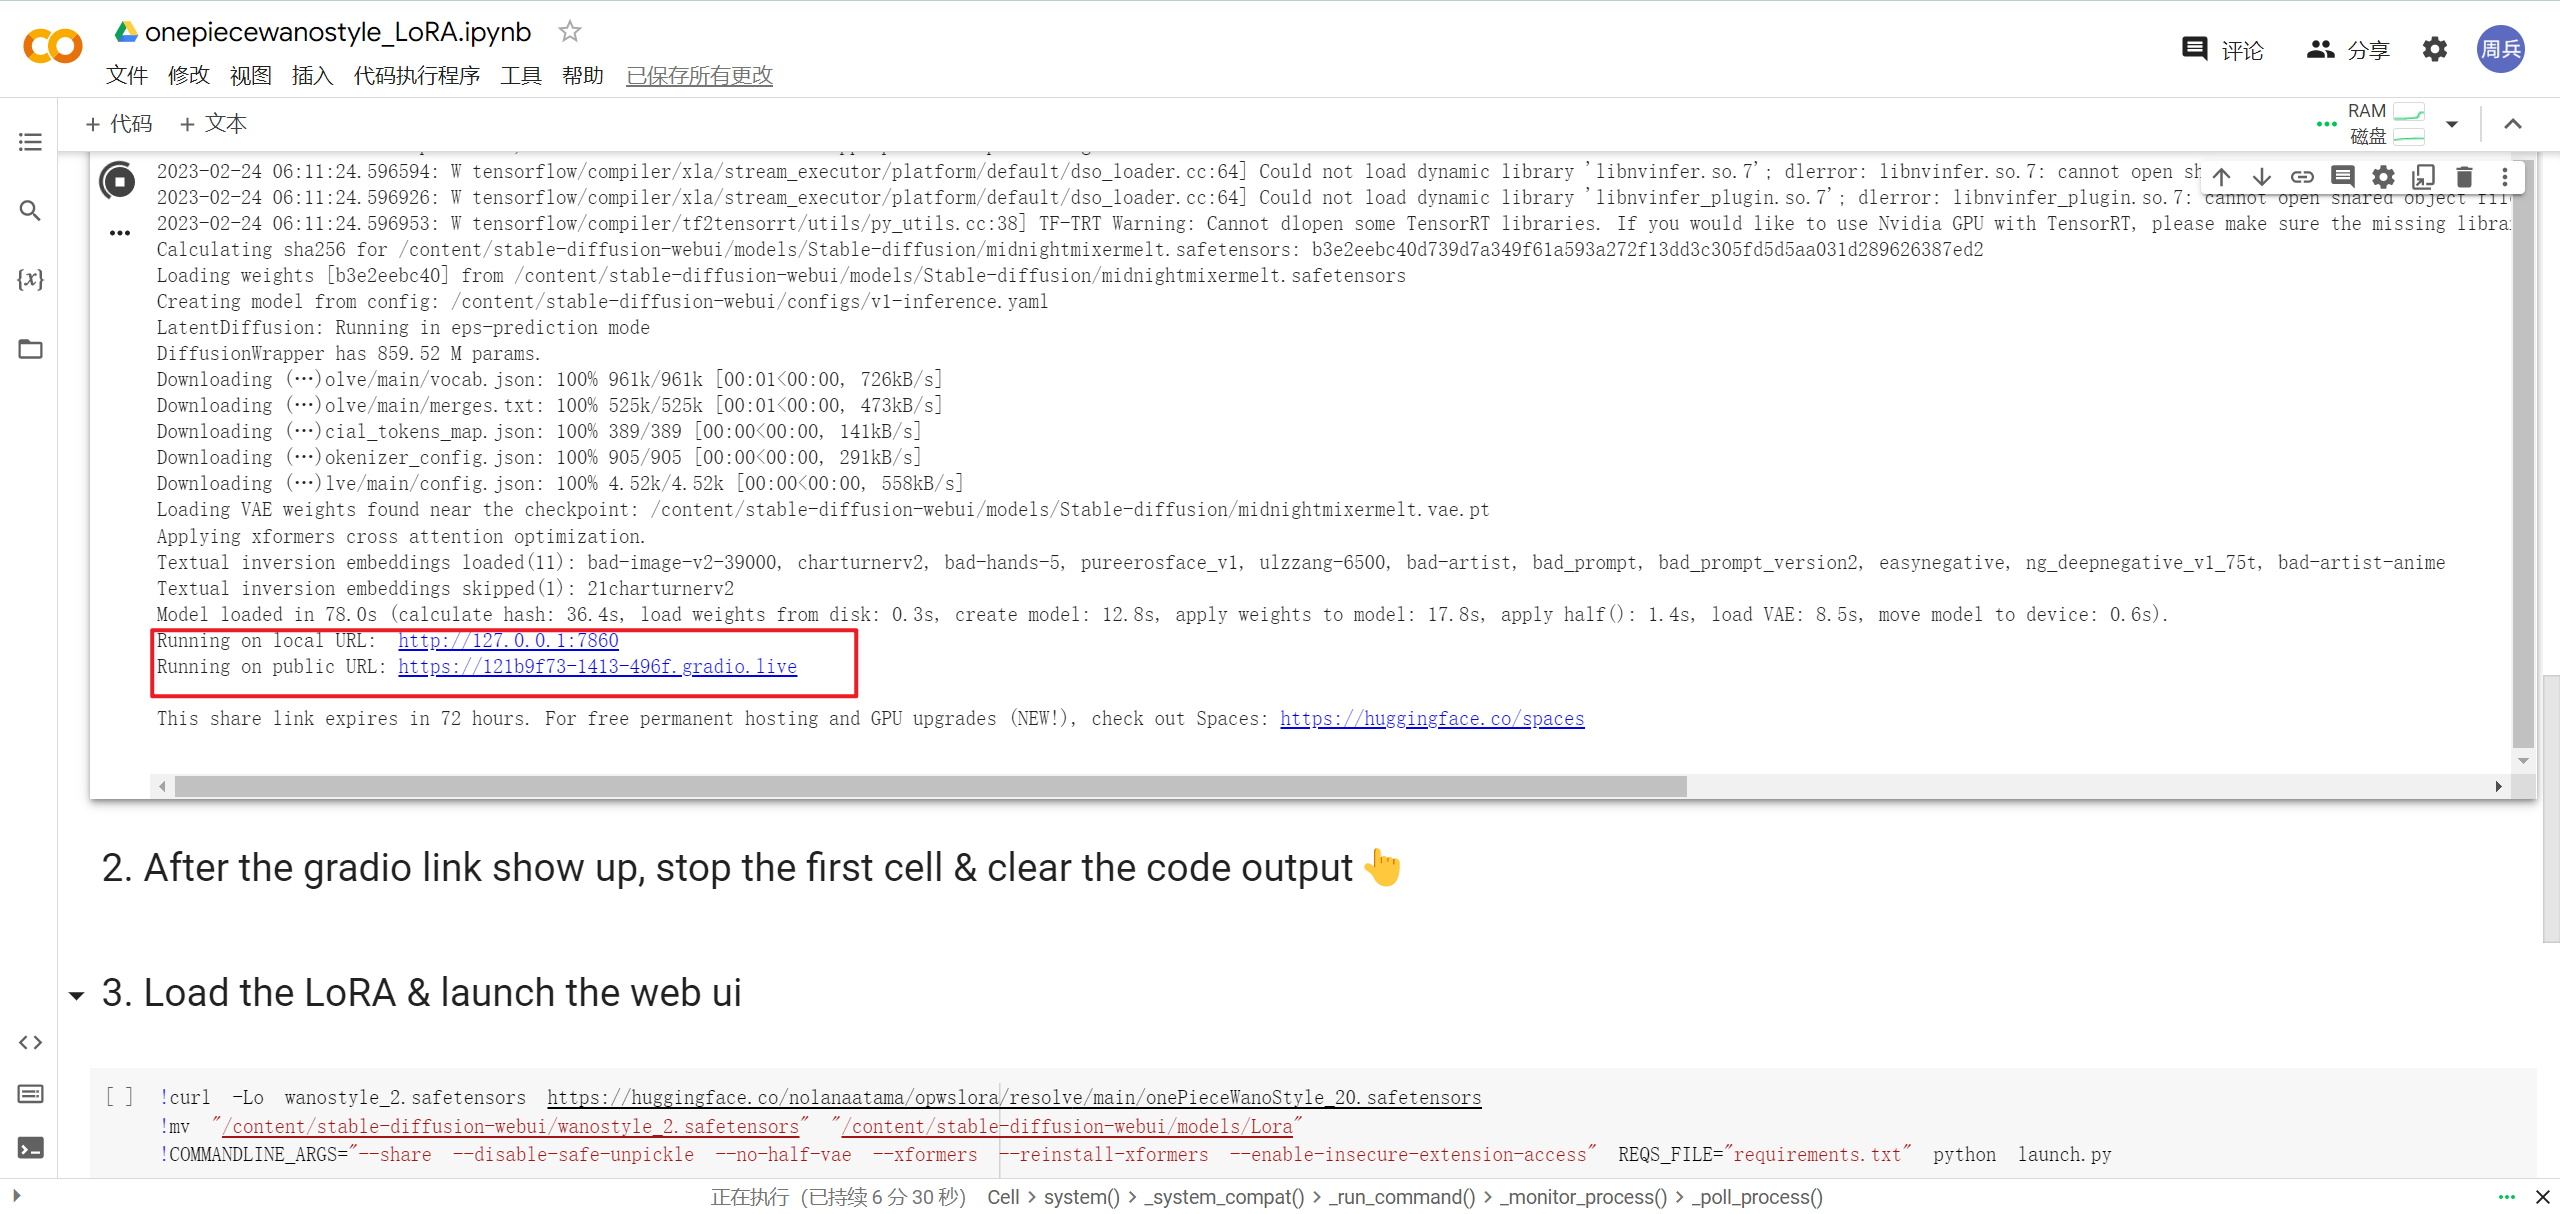 onepiecewanostyle_LoRA.ipynb
文件 修改 视图 插入 代码执行程序 工具 帮助 已保存所有更改
评论 分享 周兵
+ 代码 + 文本
RAM
磁盘
2023-02-24 06:11:24.596594: W tensorflow/compiler/xla/stream_executor/platform/default/dso_loader.cc:64] Could not load dynamic library 'libnvinfer.so.7'; dlerror: libnvinfer.so.7: cannot open
2023-02-24 06:11:24.596926: W tensorflow/compiler/xla/stream_executor/platform/default/dso_loader.cc:64] Could not load dynamic library 'libnvinfer_plugin.so.7'; dlerror: libnvinfer_plugin.so.7: cannot open shared object
2023-02-24 06:11:24.596953: W tensorflow/compiler/tf2tensorrt/utils/py_utils.cc:38] TF-TRT Warning: Cannot dlopen some TensorRT libraries. If you would like to use Nvidia GPU with TensorRT, please make sure the missing
Calculating sha256 for /content/stable-diffusion-webui/models/Stable-diffusion/midnightmixermelt.safetensors: b3e2eebc40d739d7a349f61a593a272f13dd3c305fd5d5aa031d289626387ed2
Loading weights [b3e2eebc40] from /content/stable-diffusion-webui/models/Stable-diffusion/midnightmixermelt.safetensors
Creating model from config: /content/stable-diffusion-webui/configs/v1-inference.yaml
LatentDiffusion: Running in eps-prediction mode
DiffusionWrapper has 859.52 M params.
Downloading (…)olve/main/vocab.json: 100% 961k/961k [00:01<00:00, 726kB/s]
Downloading (…)olve/main/merges.txt: 100% 525k/525k [00:01<00:00, 473kB/s]
Downloading (…)cial_tokens_map.json: 100% 389/389 [00:00<00:00, 141kB/s]
Downloading (…)okenizer_config.json: 100% 905/905 [00:00<00:00, 291kB/s]
Downloading (…)lve/main/config.json: 100% 4.52k/4.52k [00:00<00:00, 558kB/s]
Loading VAE weights found near the checkpoint: /content/stable-diffusion-webui/models/Stable-diffusion/midnightmixermelt.vae.pt
Applying xformers cross attention optimization.
Textual inversion embeddings loaded(11): bad-image-v2-39000, charturnerv2, bad-hands-5, pureerosface_v1, ulzzang-6500, bad-artist, bad_prompt, bad_prompt_version2, easynegative, ng_deepnegative_v1_75t, bad-artist-anime
Textual inversion embeddings skipped(1): 21charturnerv2
Model loaded in 78.0s (calculate hash: 36.4s, load weights from disk: 0.3s, create model: 12.8s, apply weights to model: 17.8s, apply half(): 1.4s, load VAE: 8.5s, move model to device: 0.6s).
Running on local URL: http://127.0.0.1:7860
Running on public URL: https://121b9f73-1413-496f.gradio.live
This share link expires in 72 hours. For free permanent hosting and GPU upgrades (NEW!), check out Spaces: https://huggingface.co/spaces
2. After the gradio link show up, stop the first cell & clear the code output 👆
3. Load the LoRA & launch the web ui
[ ] !curl -Lo wanostyle_2.safetensors https://huggingface.co/nolanaatama/opwslora/resolve/main/onePieceWanoStyle_20.safetensors
!mv "/content/stable-diffusion-webui/wanostyle_2.safetensors" "/content/stable-diffusion-webui/models/Lora"
!COMMANDLINE_ARGS="--share --disable-safe-unpickle --no-half-vae --xformers --reinstall-xformers --enable-insecure-extension-access" REQS_FILE="requirements.txt" python launch.py
正在执行 (已持续 6 分 30 秒) Cell > system() > _system_compat() > _run_command() > _monitor_process() > _poll_process()